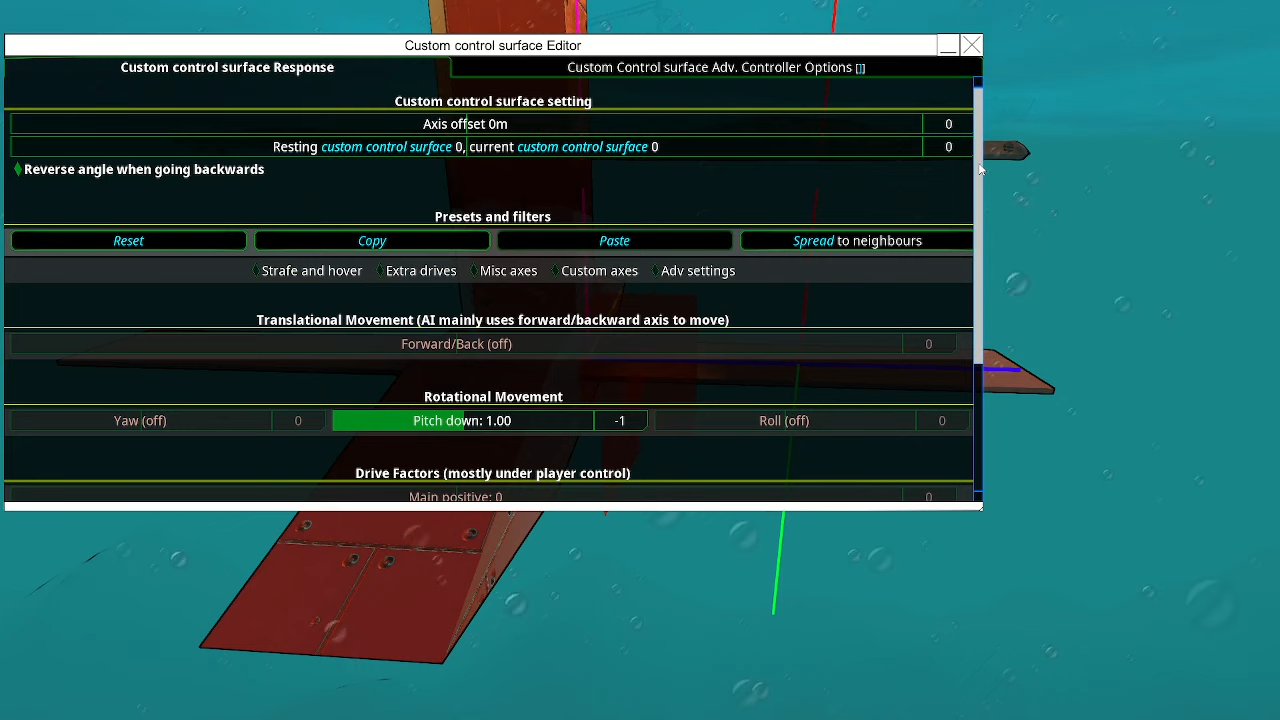 Custom control surface Editor
Custom control surface Response
Custom Control surface Adv. Controller Options []
Custom control surface setting
Axis offset 0m 0
Resting custom control surface 0, current custom control surface 0 0
Reverse angle when going backwards
Presets and filters
Reset Copy Paste Spread to neighbours
Strafe and hover Extra drives Misc axes Custom axes Adv settings
Translational Movement (AI mainly uses forward/backward axis to move)
Forward/Back (off) 0
Rotational Movement
Yaw (off) 0 Pitch down: 1.00 -1 Roll (off) 0
Drive Factors (mostly under player control)
Main positive: 0 0